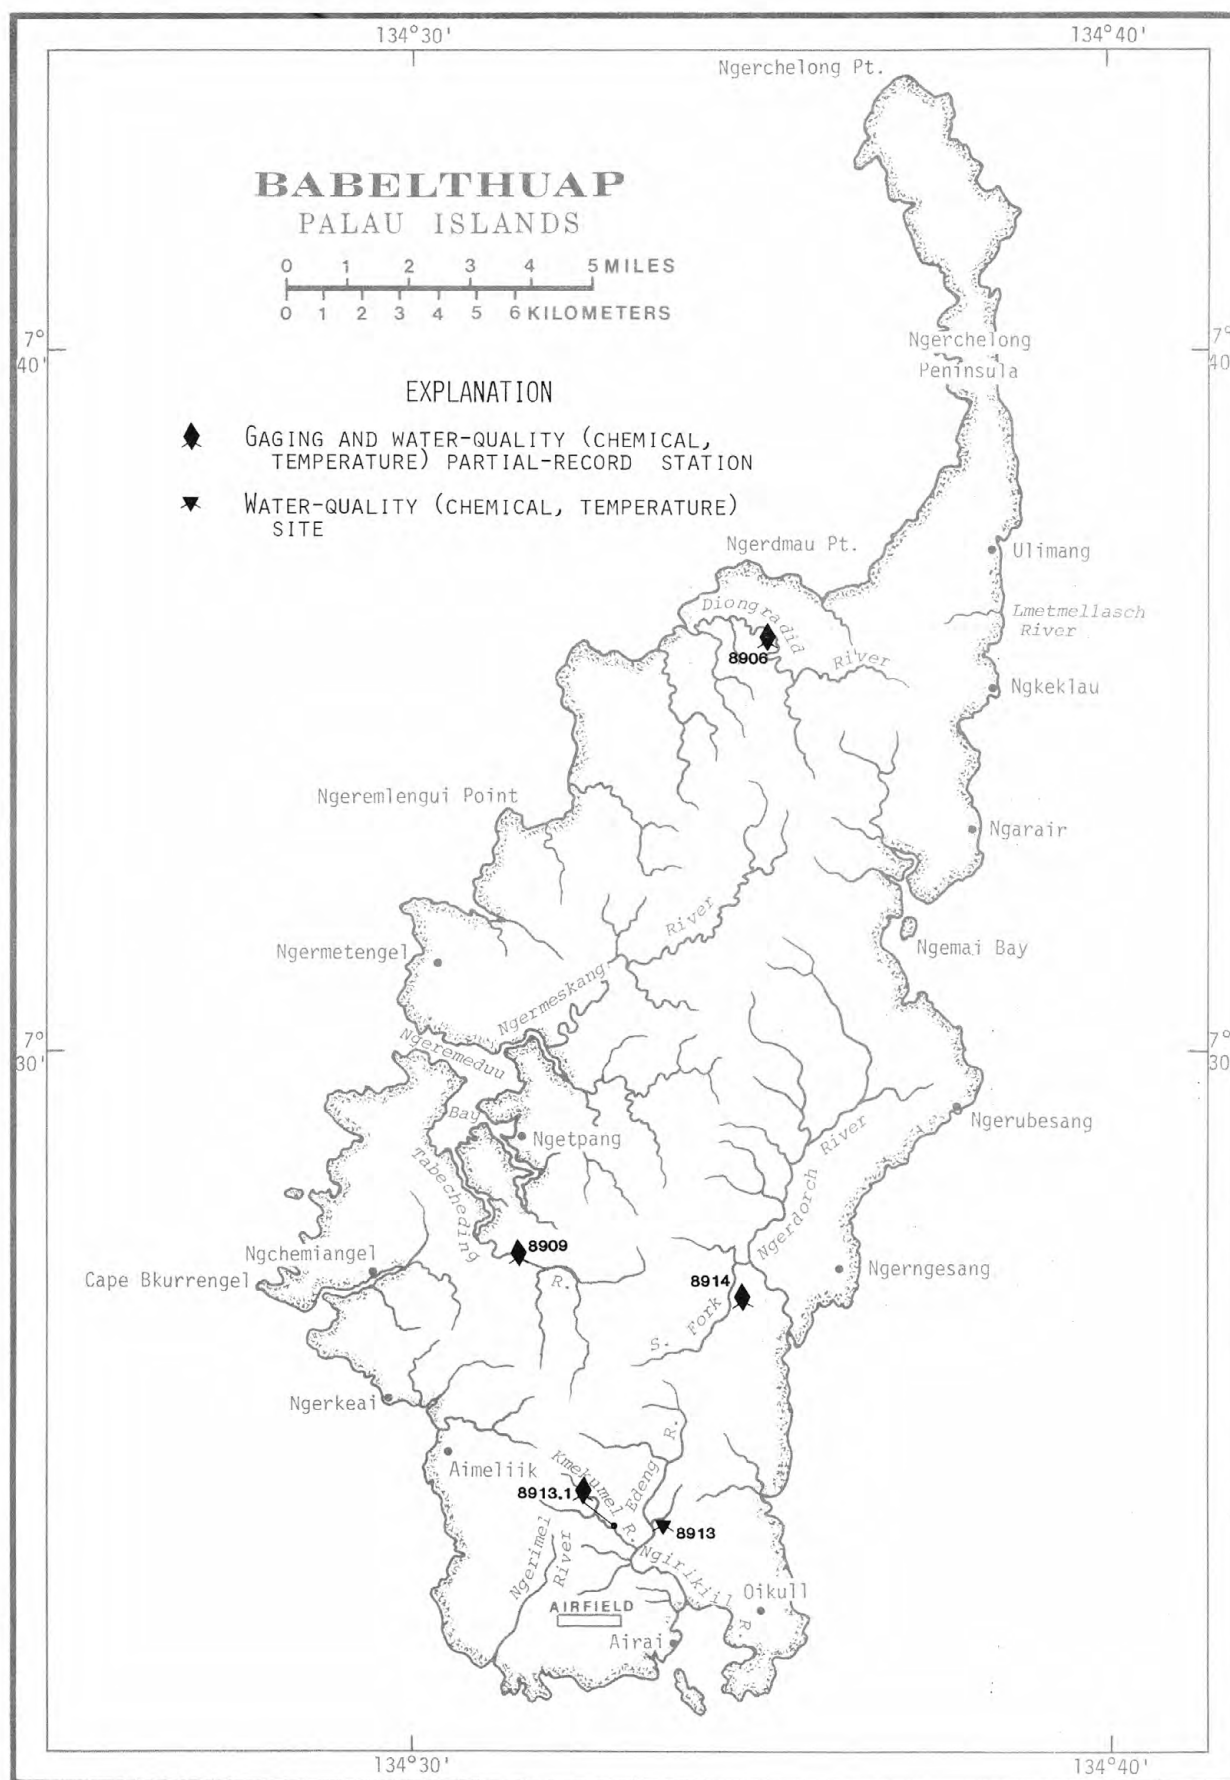 134°30'
134°40'
Ngerchelong Pt.
BABELTHUAP
PALAU ISLANDS
0 1 2 3 4 5 MILES
0 1 2 3 4 5 6 KILOMETERS
7°
40'
7°
40
Ngerchelong
Peninsula
EXPLANATION
GAGING AND WATER-QUALITY (CHEMICAL,
TEMPERATURE) PARTIAL-RECORD STATION
WATER-QUALITY (CHEMICAL, TEMPERATURE)
SITE
Ngerdmau Pt.
Ulimang
Diongradid
River
8906
Lmetmellasch
River
Ngkeklau
Ngeremlengui Point
Ngarair
River
Ngermetengel
Ngemai Bay
Ngermeskang
7°
30'
7°
30
Ngeremeduu
Bay
Ngetpang
Ngerubesang
Tabecheding
R.
Ngerdorch River
8909
Ngchemiangel
Cape Bkurrengel
8914
Ngerngesang
S. Fork
Ngerkeai
Aimeliik
Kmekumel R.
Edeng R.
8913.1
8913
Ngerimel
River
Ngirikiil
R.
Oikull
AIRFIELD
Airai
134°30'
134°40'